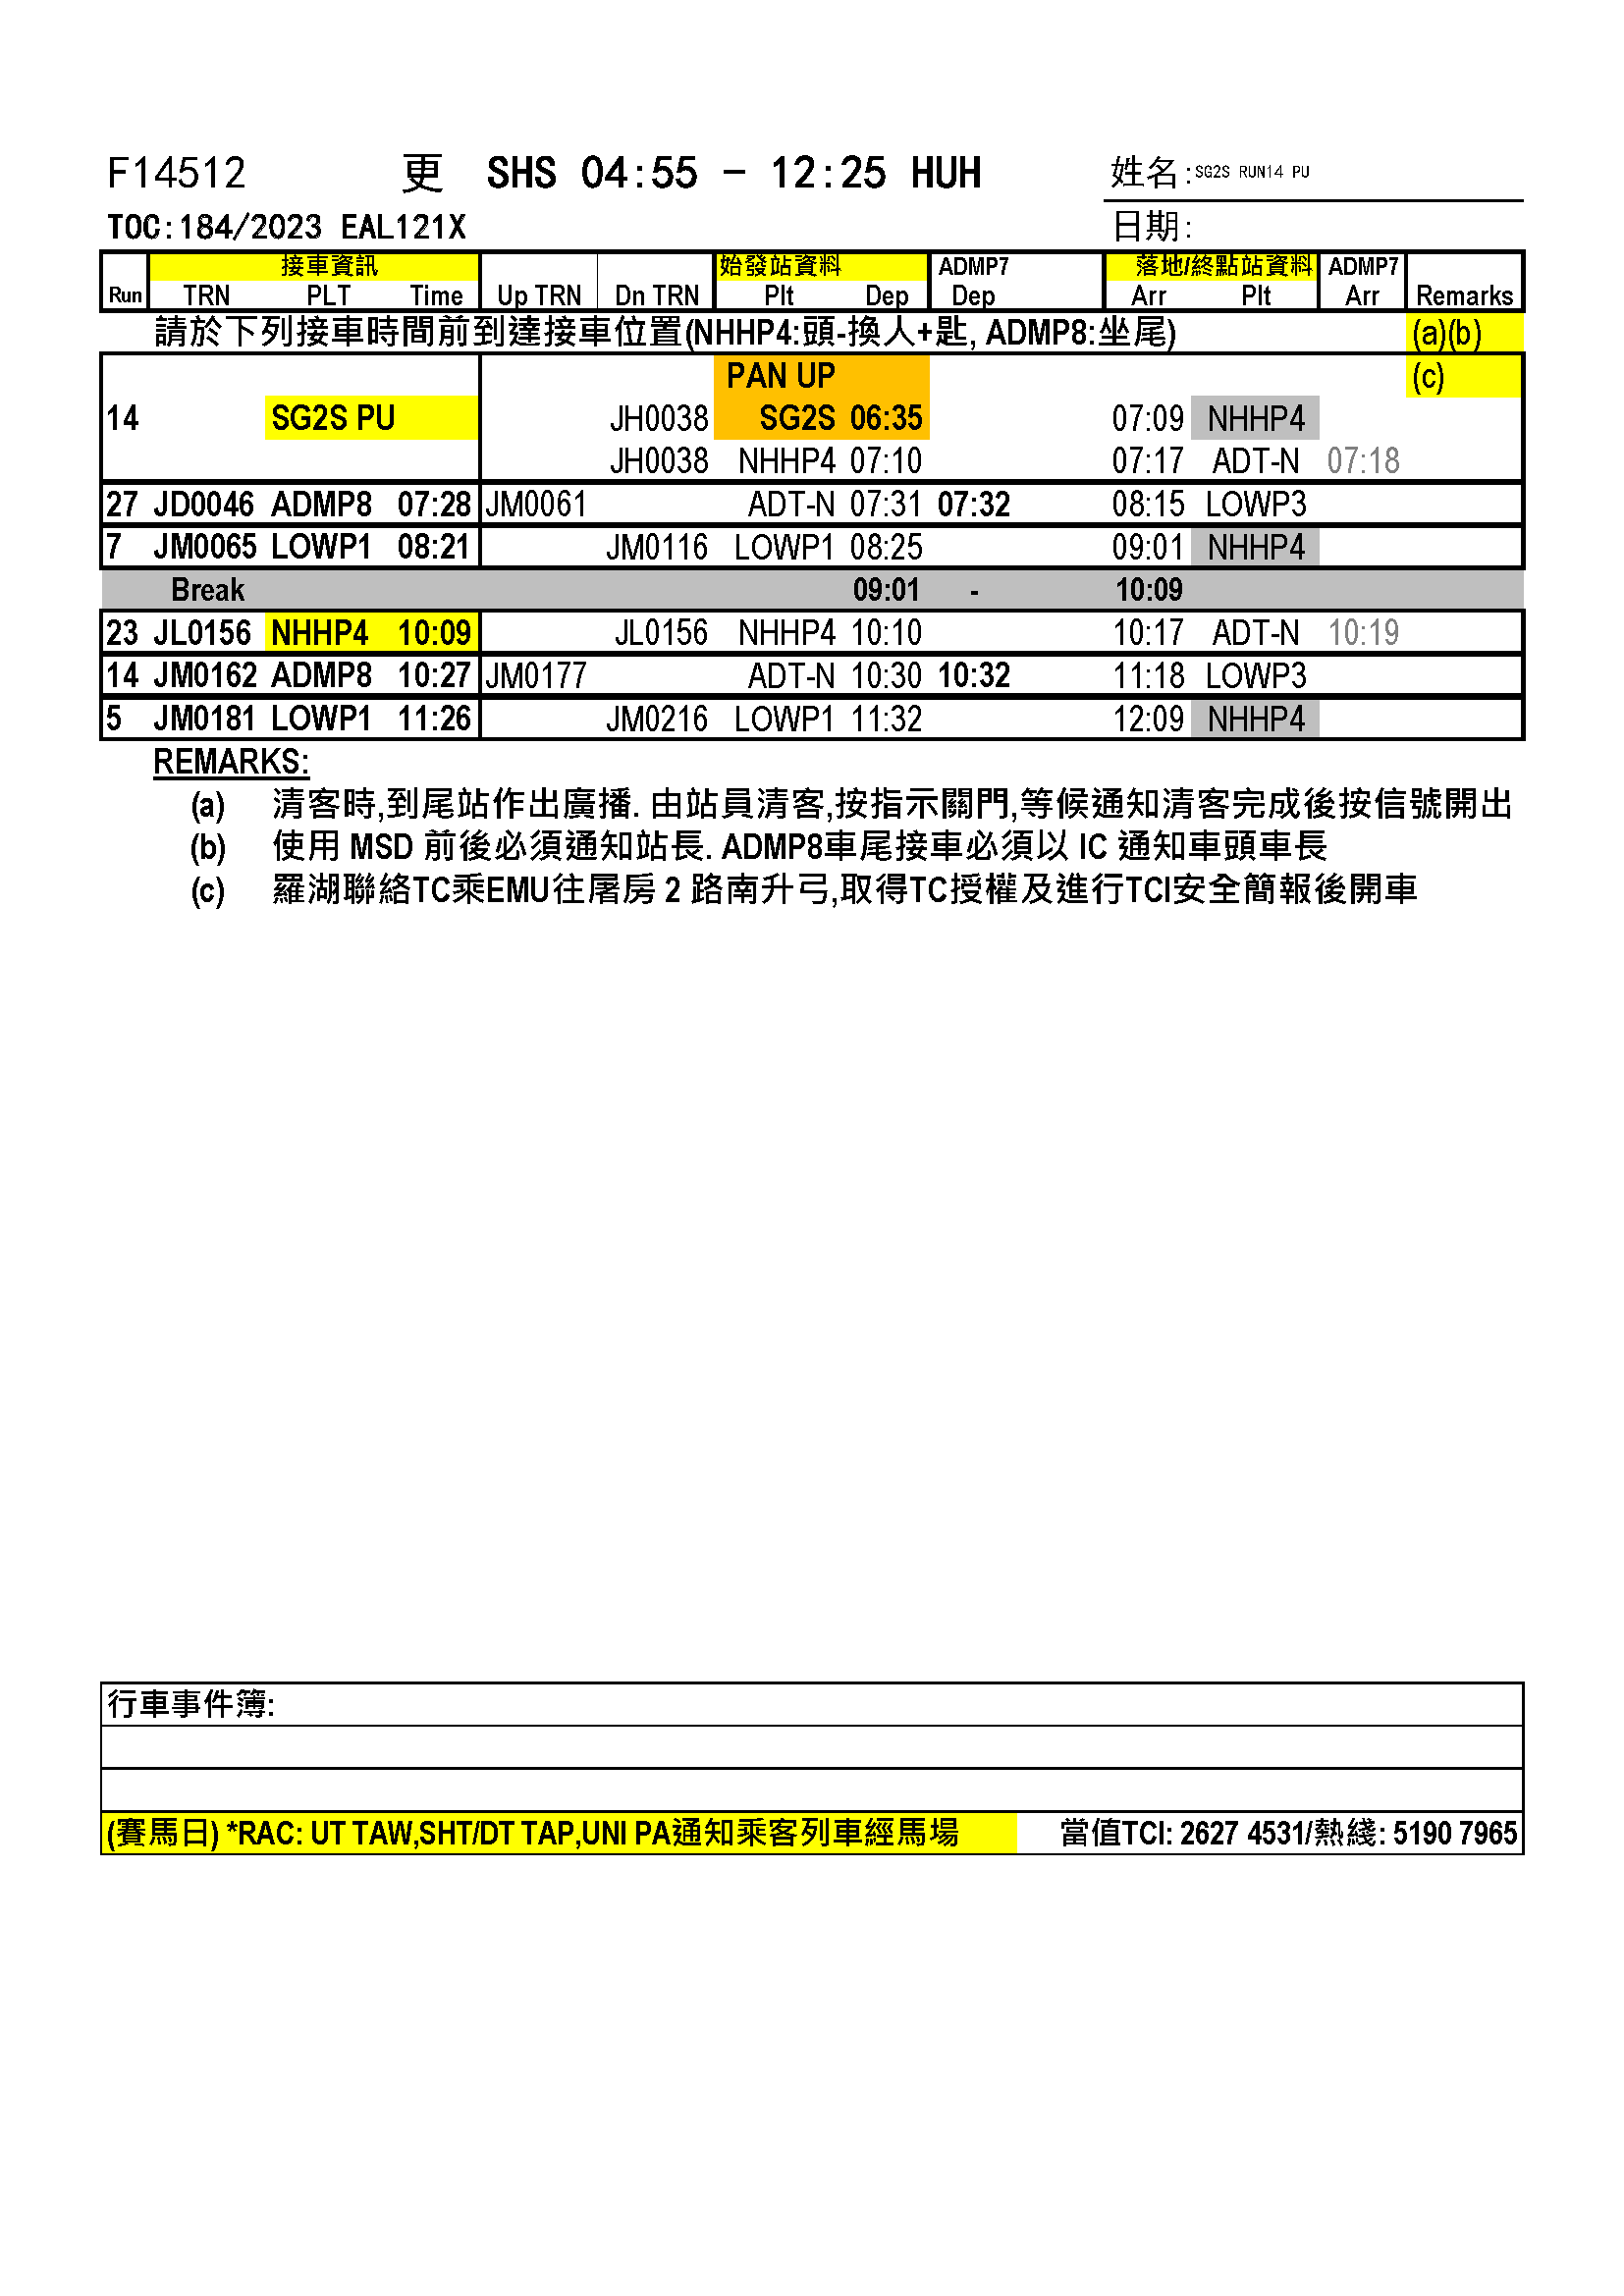 F14512 更 SHS 04:55 - 12:25 HUH 姓名:SG2S RUN14 PU
TOC:184/2023 EAL121X 日期:
接車資訊 始發站資料 ADMP7 落地/終點站資料 ADMP7
Run TRN PLT Time Up TRN Dn TRN Plt Dep Dep Arr Plt Arr Remarks
請於下列接車時間前到達接車位置(NHHP4:頭-換人+匙, ADMP8:坐尾) (a)(b)
PAN UP (c)
14 SG2S PU JH0038 SG2S 06:35 07:09 NHHP4
JH0038 NHHP4 07:10 07:17 ADT-N 07:18
27 JD0046 ADMP8 07:28 JM0061 ADT-N 07:31 07:32 08:15 LOWP3
7 JM0065 LOWP1 08:21 JM0116 LOWP1 08:25 09:01 NHHP4
Break 09:01 - 10:09
23 JL0156 NHHP4 10:09 JL0156 NHHP4 10:10 10:17 ADT-N 10:19
14 JM0162 ADMP8 10:27 JM0177 ADT-N 10:30 10:32 11:18 LOWP3
5 JM0181 LOWP1 11:26 JM0216 LOWP1 11:32 12:09 NHHP4
REMARKS:
(a) 清客時,到尾站作出廣播. 由站員清客,按指示關門,等候通知清客完成後按信號開出
(b) 使用 MSD 前後必須通知站長. ADMP8車尾接車必須以 IC 通知車頭車長
(c) 羅湖聯絡TC乘EMU往屠房 2 路南升弓,取得TC授權及進行TCI安全簡報後開車
行車事件簿:
(賽馬日) *RAC: UT TAW,SHT/DT TAP,UNI PA通知乘客列車經馬場 當值TCI: 2627 4531/熱綫: 5190 7965